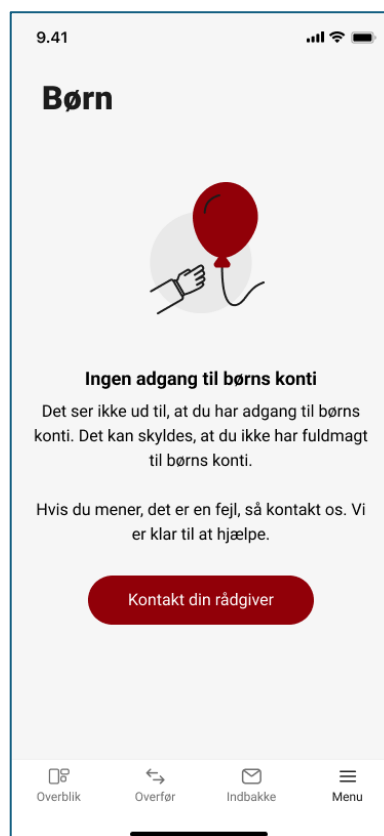 9.41
Børn
Ingen adgang til børns konti
Det ser ikke ud til, at du har adgang til børns
konti. Det kan skyldes, at du ikke har fuldmagt
til børns konti.
Hvis du mener, det er en fejl, så kontakt os. Vi
er klar til at hjælpe.
Kontakt din rådgiver
Overblik
Overfør
Indbakke
Menu